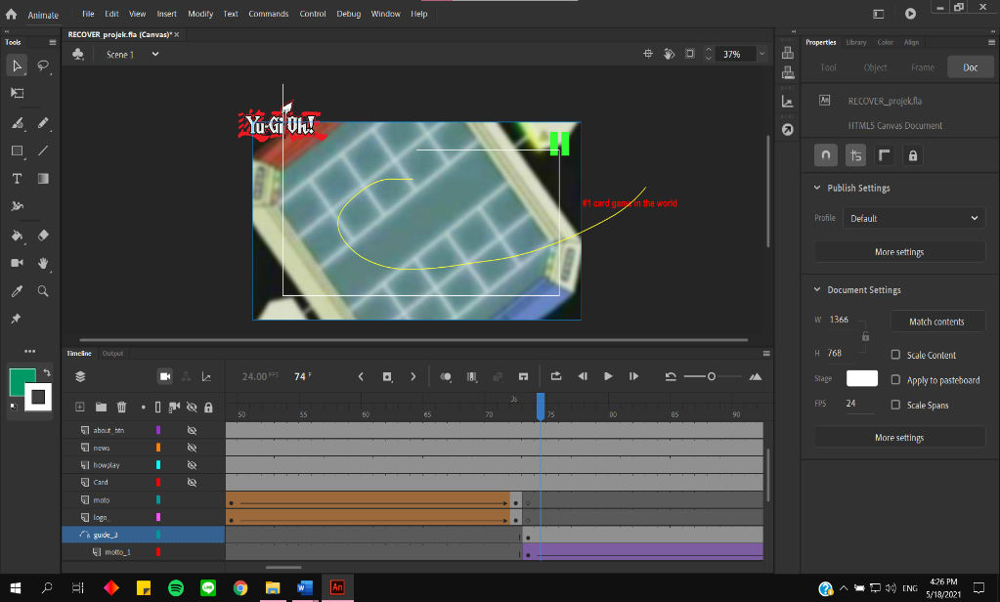 Animate
File Edit View Insert Modify Text Commands Control Debug Window Help
Tools
RECOVER_projek.fla (Canvas)* ×
Scene 1
37%
Yu-Gi-Oh!
#1 card game in the world
Properties Library Color Align
Tool Object Frame Doc
An RECOVER_projek.fla
HTML5 Canvas Document
Publish Settings
Profile Default
More settings
Document Settings
W 1366
Match contents
H 768
Scale Content
Stage
Apply to pasteboard
FPS 24
Scale Spans
More settings
Timeline Output
24.00 FPS 74 F
3s
50 55 60 65 70 75 80 85 90
about_btn
news
howplay
Card
moto
logo_
guide_3
motto_1
An
ENG
4:26 PM
5/18/2021